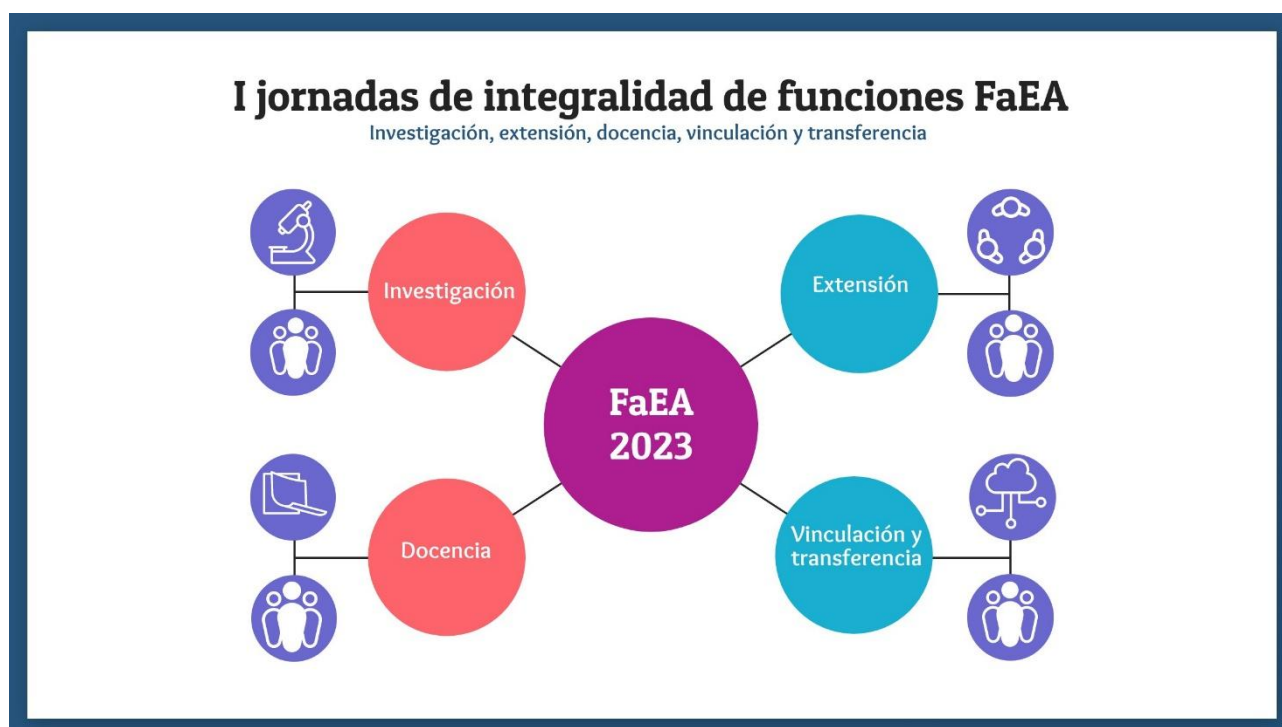 I jornadas de integralidad de funciones FaEA
Investigación, extensión, docencia, vinculación y transferencia
Investigación
Extensión
FaEA
2023
Docencia
Vinculación y
transferencia